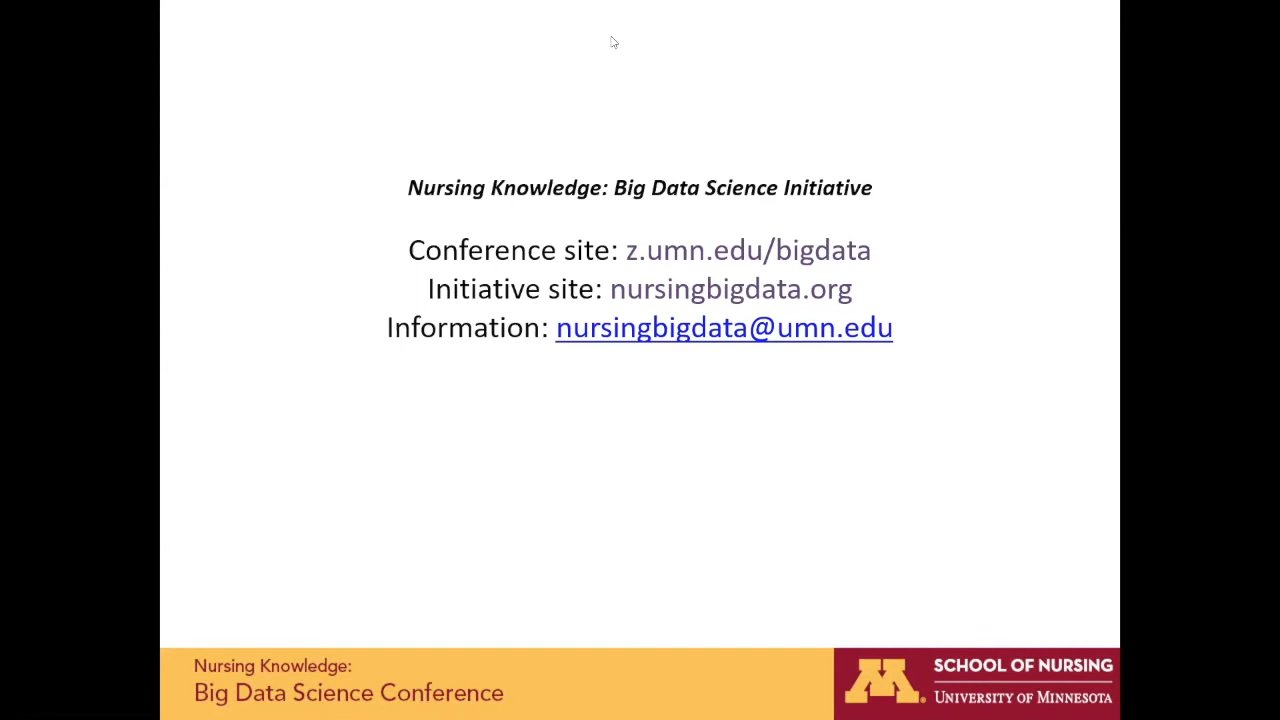 Nursing Knowledge: Big Data Science Initiative
Conference site: z.umn.edu/bigdata
Initiative site: nursingbigdata.org
Information: nursingbigdata@umn.edu
Nursing Knowledge:
Big Data Science Conference
M®
SCHOOL OF NURSING
UNIVERSITY OF MINNESOTA